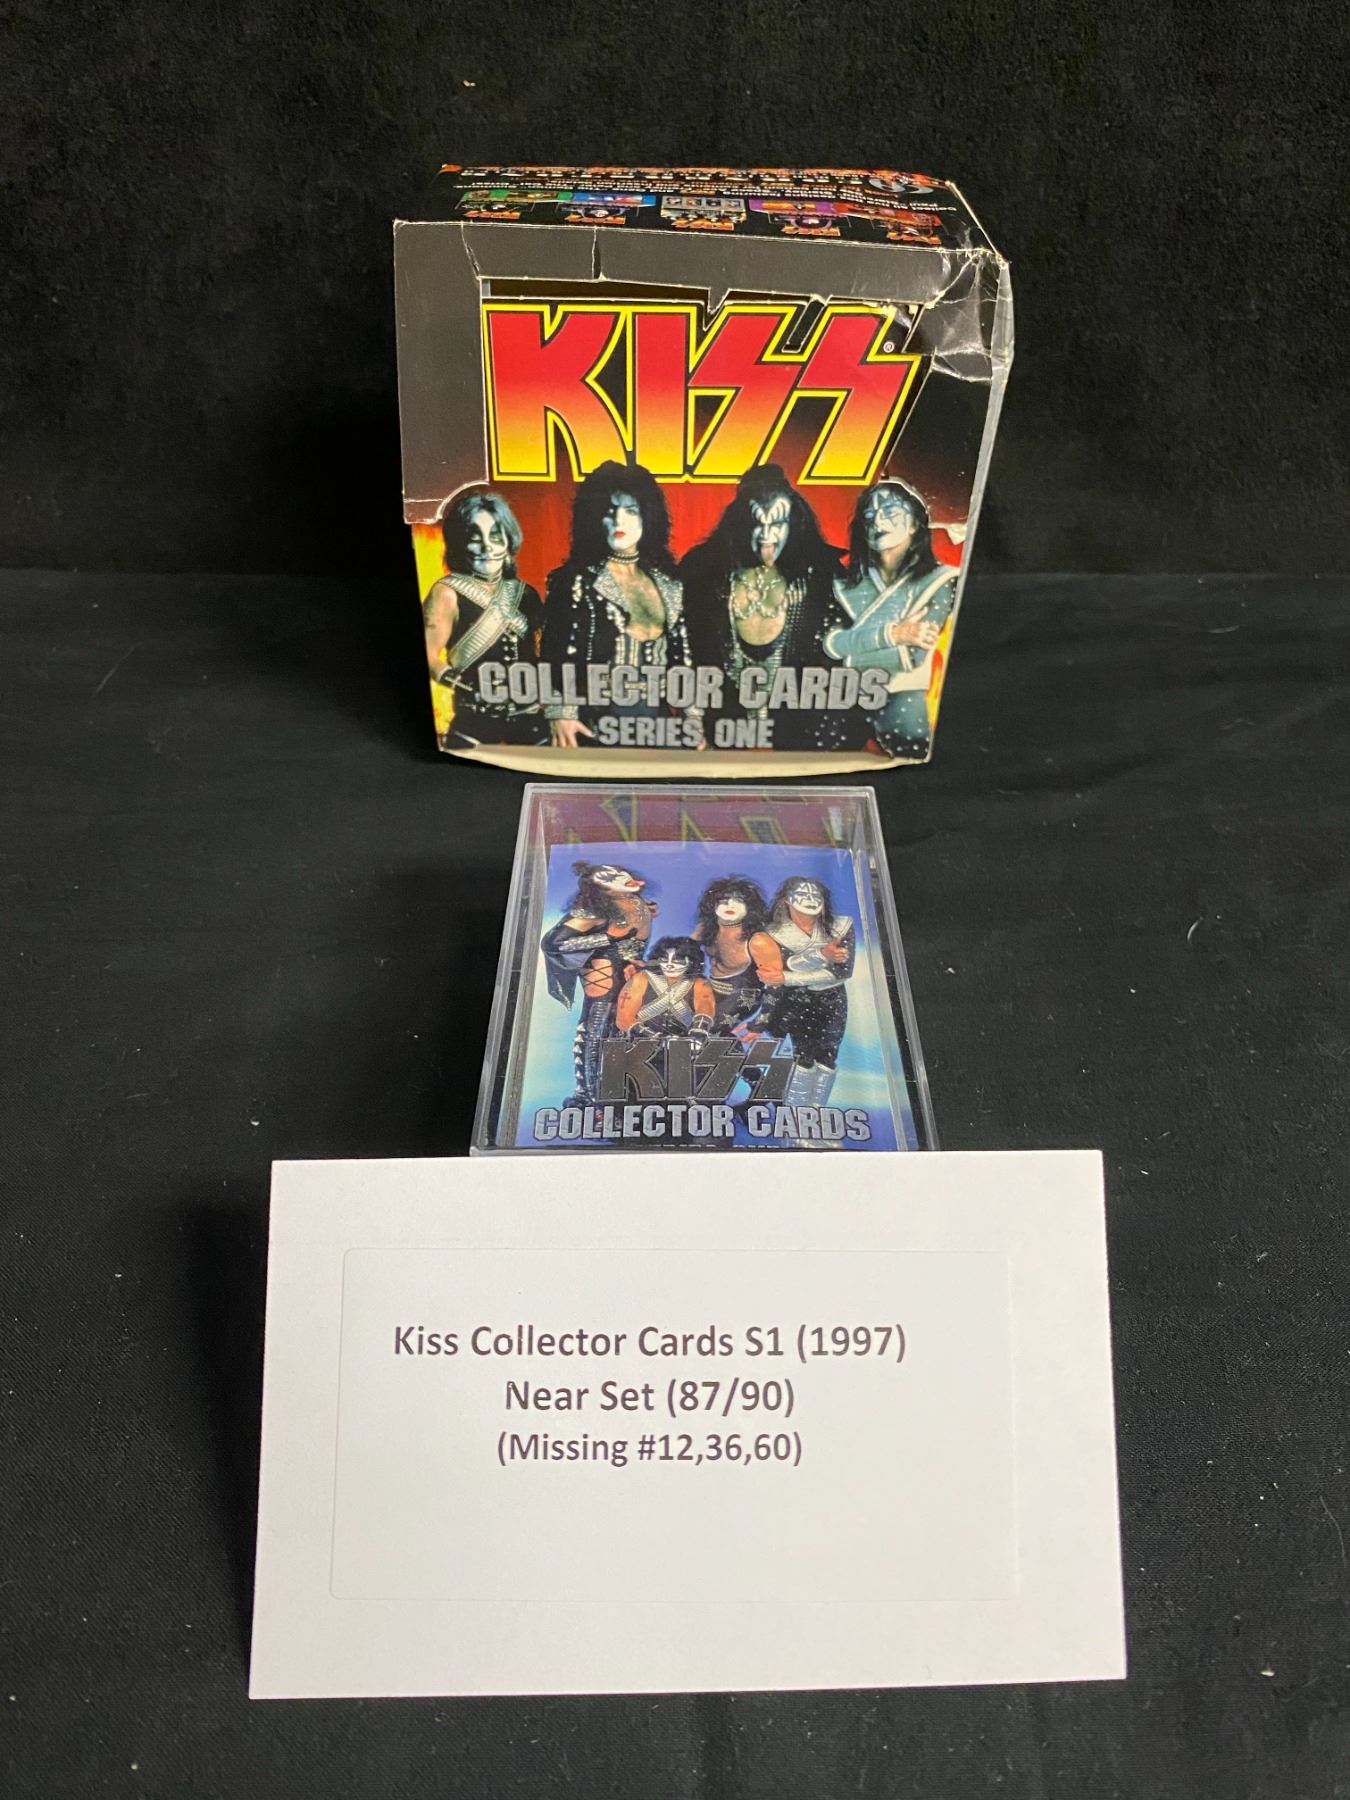 KISS
®
COLLECTOR CARDS
SERIES ONE
KISS
COLLECTOR CARDS
Kiss Collector Cards S1 (1997)
Near Set (87/90)
(Missing #12,36,60)